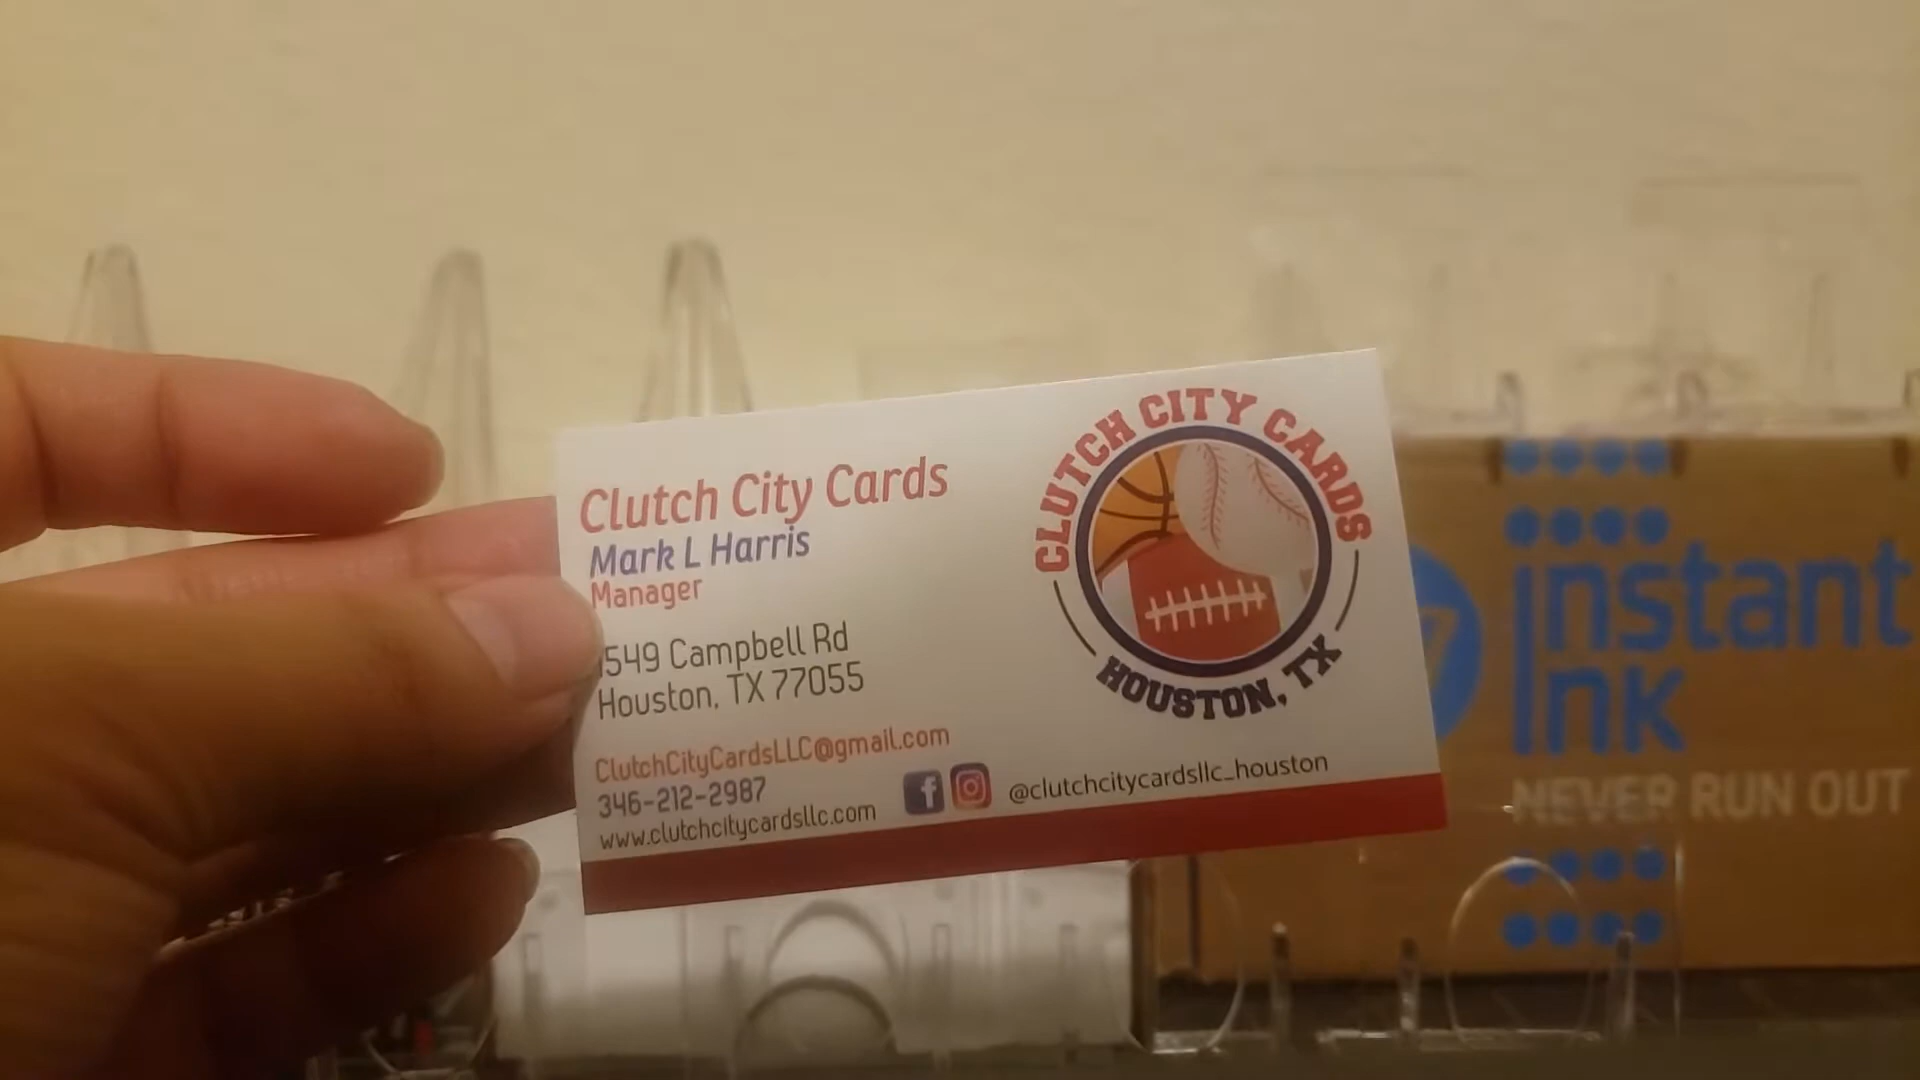 Clutch City Cards
Mark L Harris
Manager
1549 Campbell Rd
Houston, TX 77055
ClutchCityCardsLLC@gmail.com
346-212-2987
www.clutchcitycardsllc.com
@clutchcitycardsllc_houston
CLUTCH CITY CARDS
HOUSTON, TX
instant
ink
NEVER RUN OUT